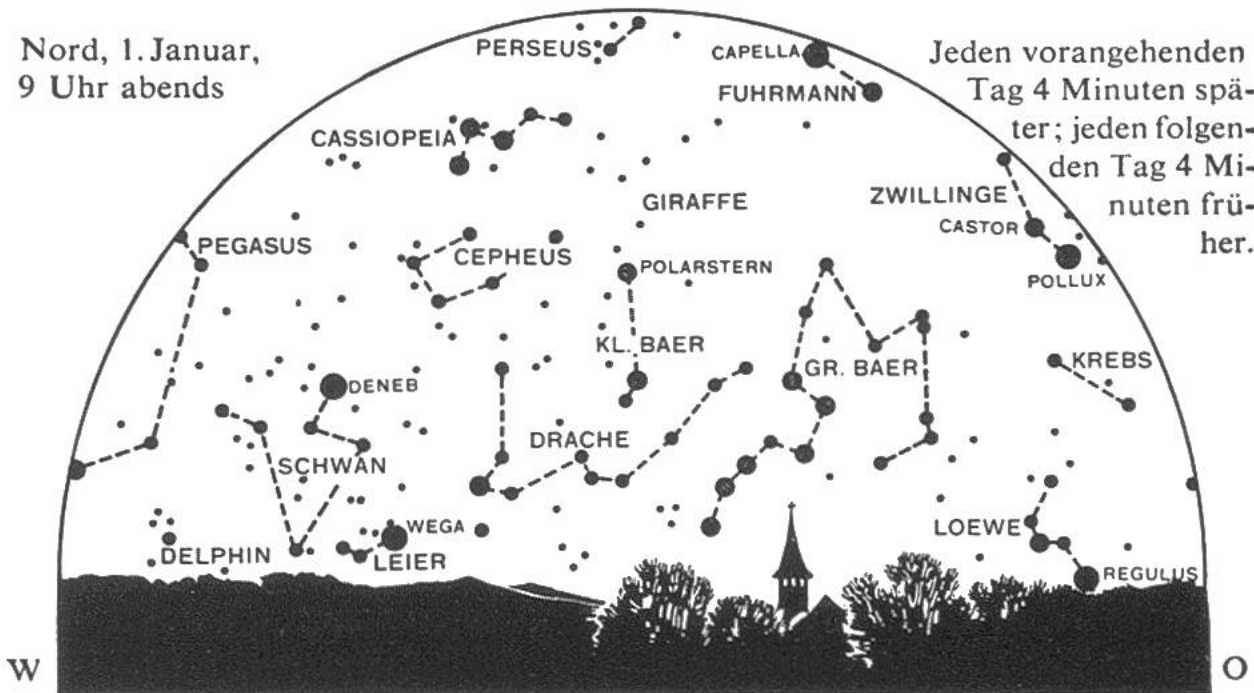 Nord, 1. Januar,
9 Uhr abends
Jeden vorangehenden
Tag 4 Minuten spä-
ter; jeden folgen-
den Tag 4 Mi-
nuten frü-
her.
PERSEUS
CAPELLA
FUHRMANN
CASSIOPEIA
ZWILLINGE
GIRAFFE
CASTOR
PEGASUS
CEPHEUS
POLARSTERN
POLLUX
KL. BAER
GR. BAER
KREBS
DENEB
DRACHE
SCHWAN
WEGA
LOEWE
DELPHIN
LEIER
REGULUS
W
O